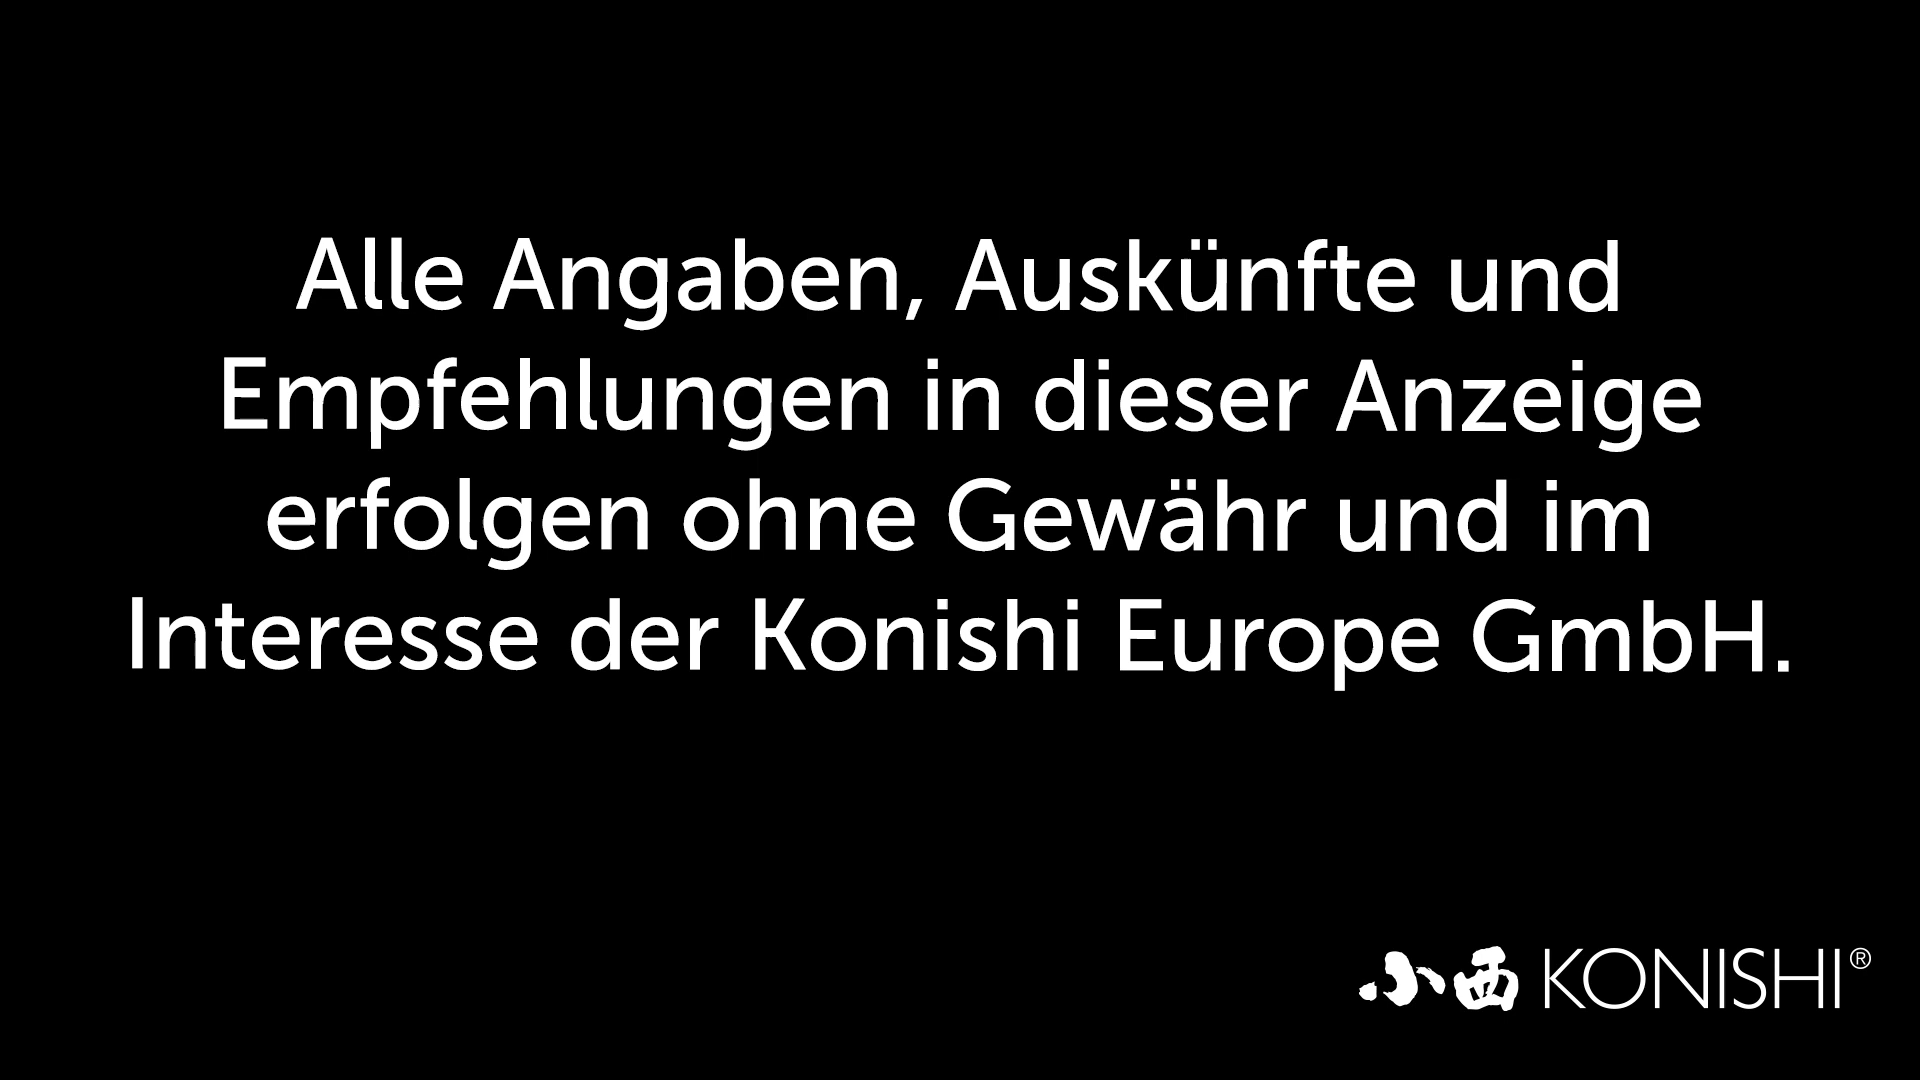 Alle Angaben, Auskünfte und
Empfehlungen in dieser Anzeige
erfolgen ohne Gewähr und im
Interesse der Konishi Europe GmbH.
小西 KONISHI®